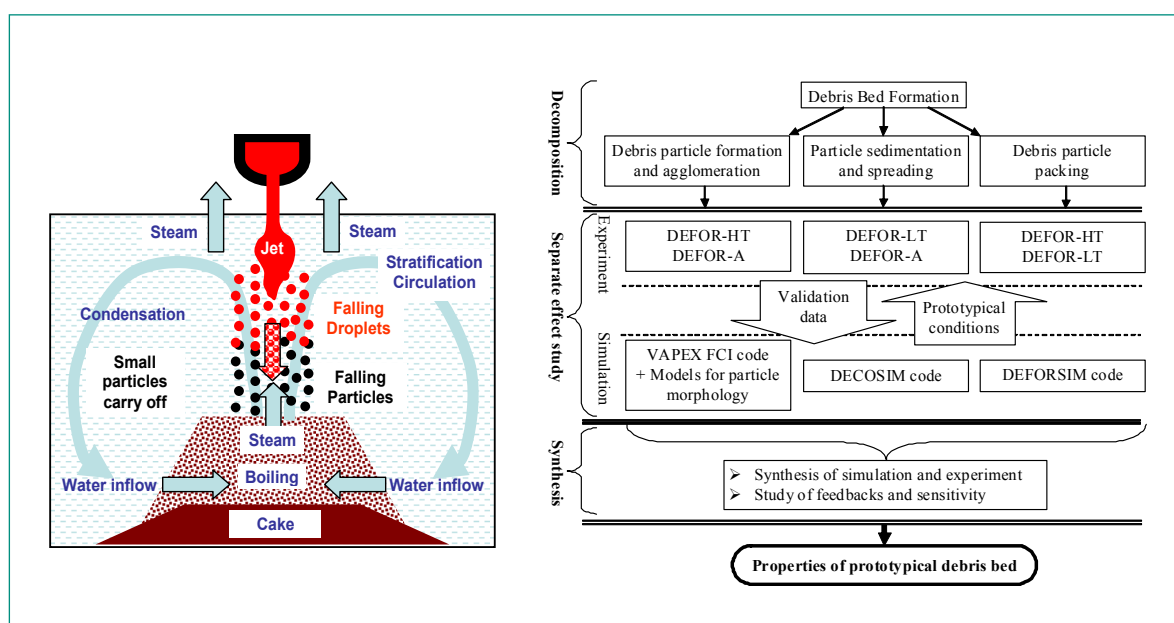 Steam
Steam
Jet
Stratification
Circulation
Condensation
Falling
Droplets
Small
particles
carry off
Falling
Particles
Steam
Boiling
Water inflow
Water inflow
Cake
Decomposition
Debris Bed Formation
Debris particle formation
and agglomeration
Particle sedimentation
and spreading
Debris particle
packing
Separate effect study
Experiment
DEFOR-HT
DEFOR-A
DEFOR-LT
DEFOR-A
DEFOR-HT
DEFOR-LT
Validation
data
Prototypical
conditions
Simulation
VAPEX FCI code
+ Models for particle
morphology
DECOSIM code
DEFORSIM code
Synthesis
➢ Synthesis of simulation and experiment
➢ Study of feedbacks and sensitivity
Properties of prototypical debris bed